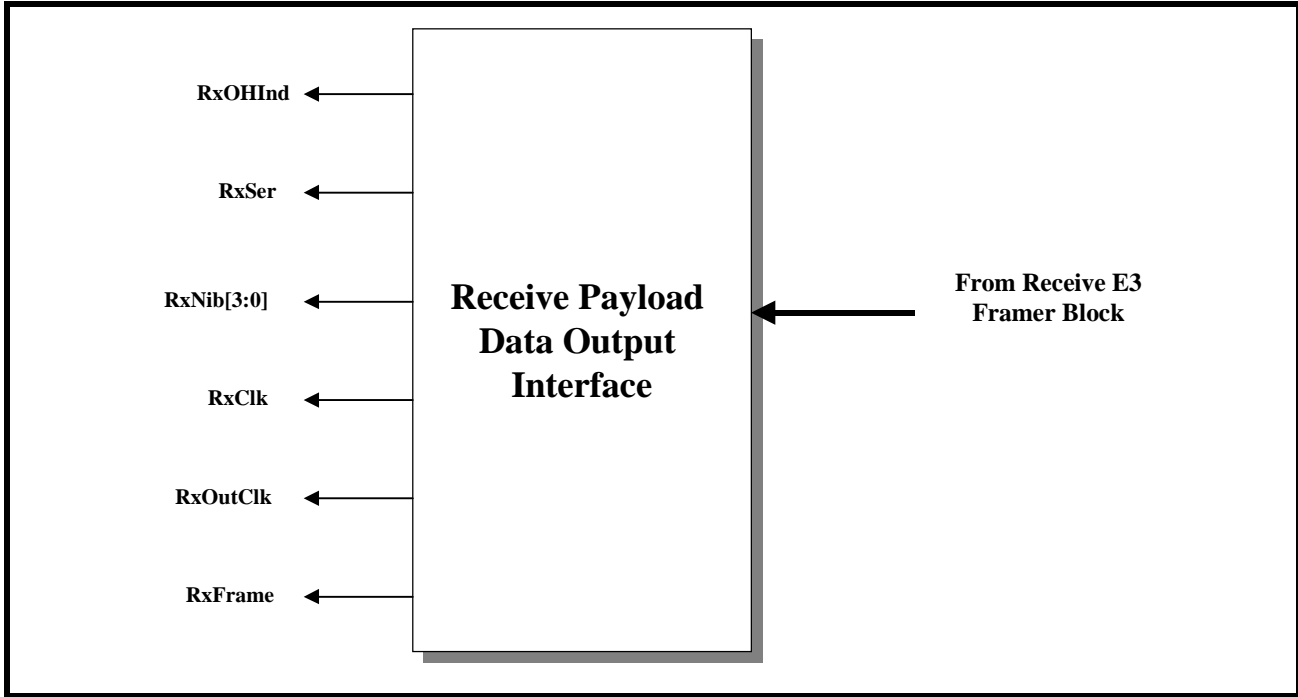 RxOHInd
RxSer
RxNib[3:0]
RxClk
RxOutClk
RxFrame
Receive Payload
Data Output
Interface
From Receive E3
Framer Block